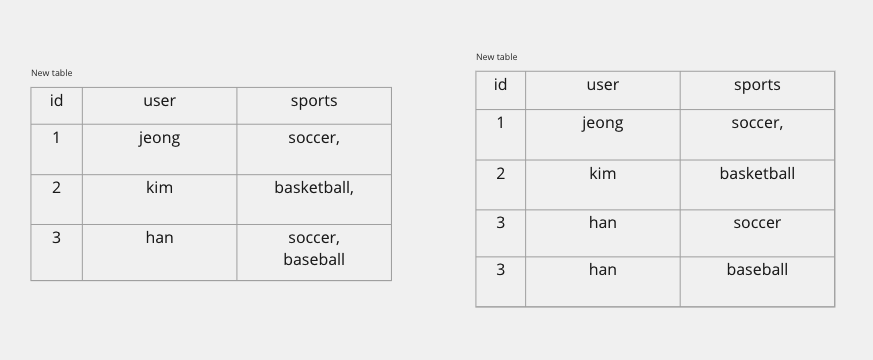 New table
id user sports
1 jeong soccer,
2 kim basketball,
3 han soccer,
baseball
New table
id user sports
1 jeong soccer,
2 kim basketball
3 han soccer
3 han baseball